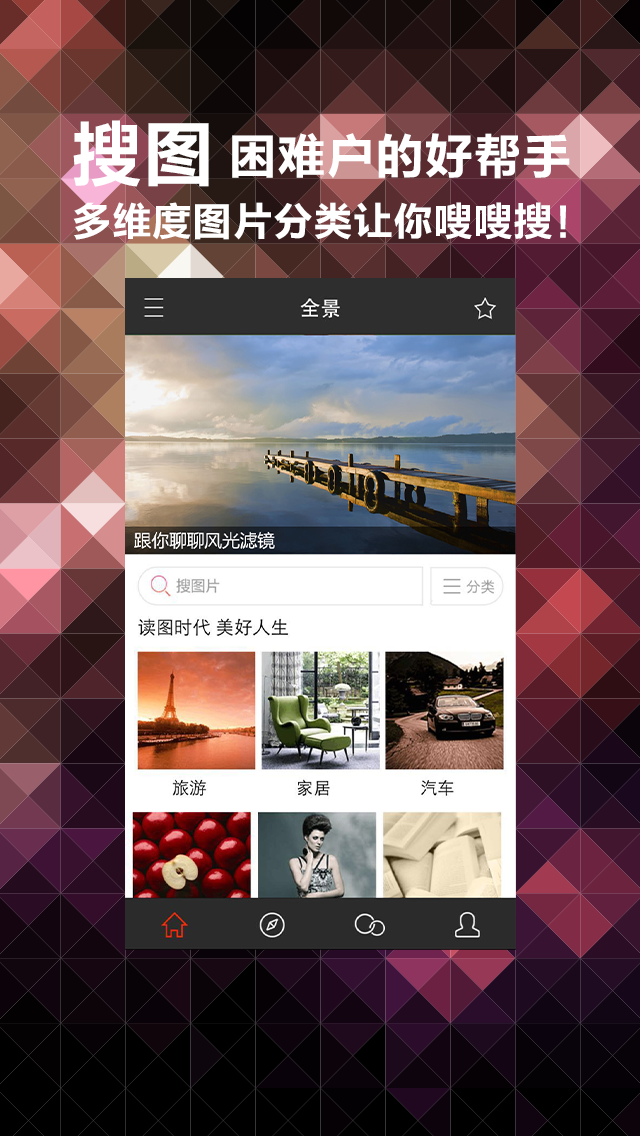 搜图 困难户的好帮手
多维度图片分类让你嗖嗖搜!
全景
跟你聊聊风光滤镜
搜图片
分类
读图时代 美好人生
旅游
家居
汽车